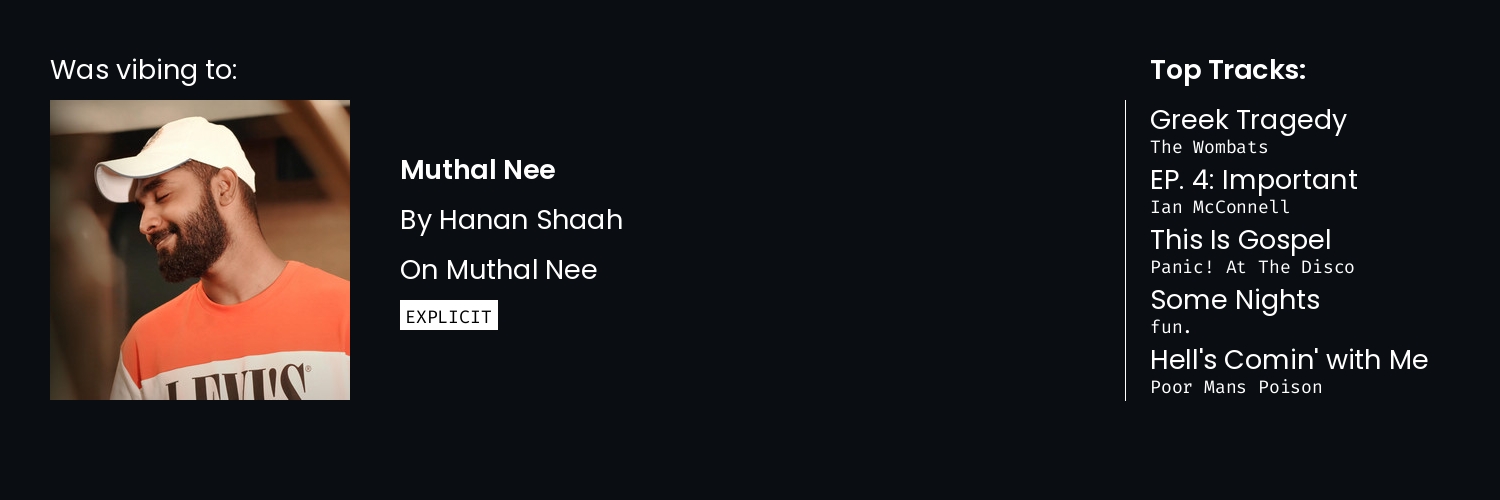 Was vibing to:
LEVI'S®
Muthal Nee
By Hanan Shaah
On Muthal Nee
EXPLICIT
Top Tracks:
Greek Tragedy
The Wombats
EP. 4: Important
Ian McConnell
This Is Gospel
Panic! At The Disco
Some Nights
fun.
Hell's Comin' with Me
Poor Mans Poison